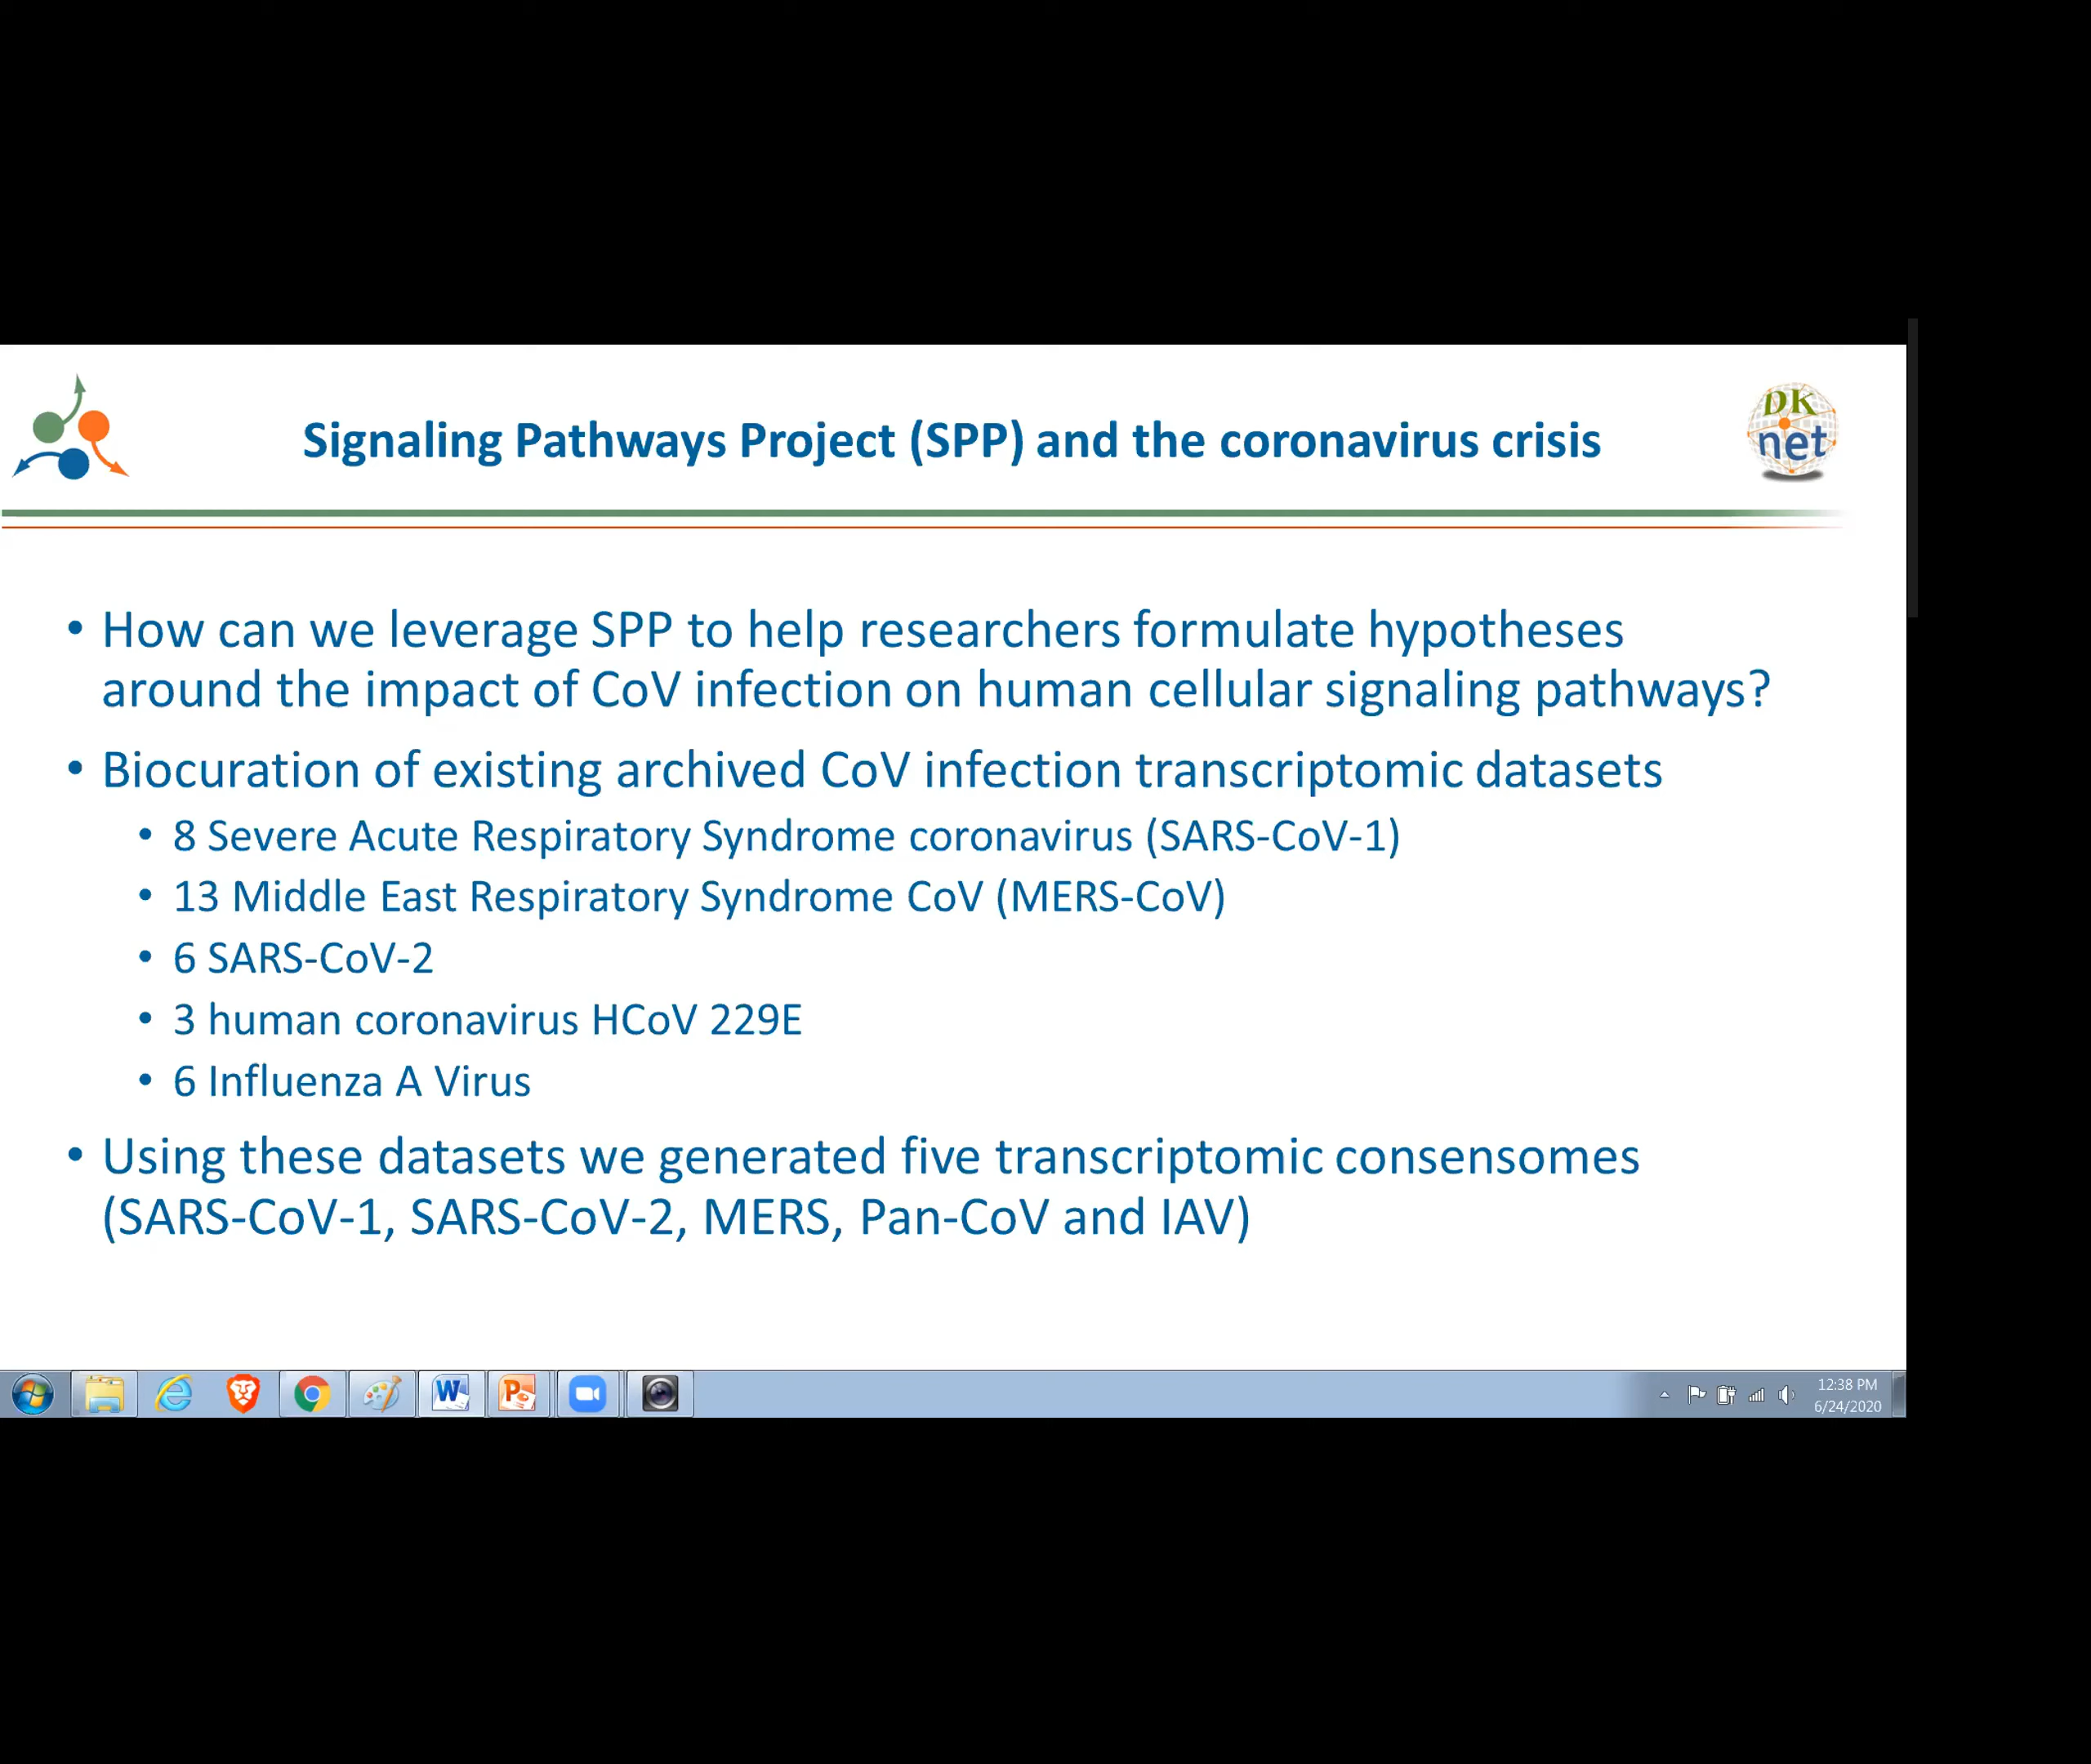 Signaling Pathways Project (SPP) and the coronavirus crisis
DK
net
• How can we leverage SPP to help researchers formulate hypotheses
around the impact of CoV infection on human cellular signaling pathways?
• Biocuration of existing archived CoV infection transcriptomic datasets
• 8 Severe Acute Respiratory Syndrome coronavirus (SARS-CoV-1)
• 13 Middle East Respiratory Syndrome CoV (MERS-CoV)
• 6 SARS-CoV-2
• 3 human coronavirus HCoV 229E
• 6 Influenza A Virus
• Using these datasets we generated five transcriptomic consensomes
(SARS-CoV-1, SARS-CoV-2, MERS, Pan-CoV and IAV)
12:38 PM
6/24/2020